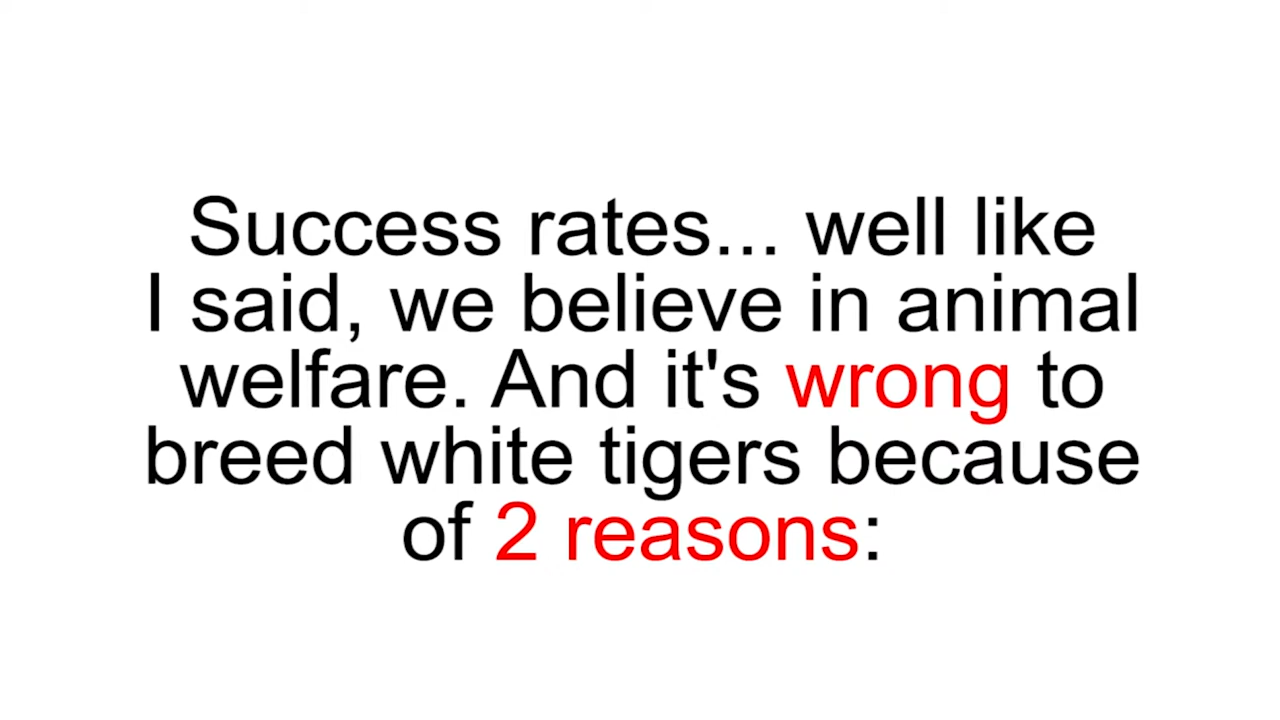 Success rates... well like
I said, we believe in animal
welfare. And it's wrong to
breed white tigers because
of 2 reasons: